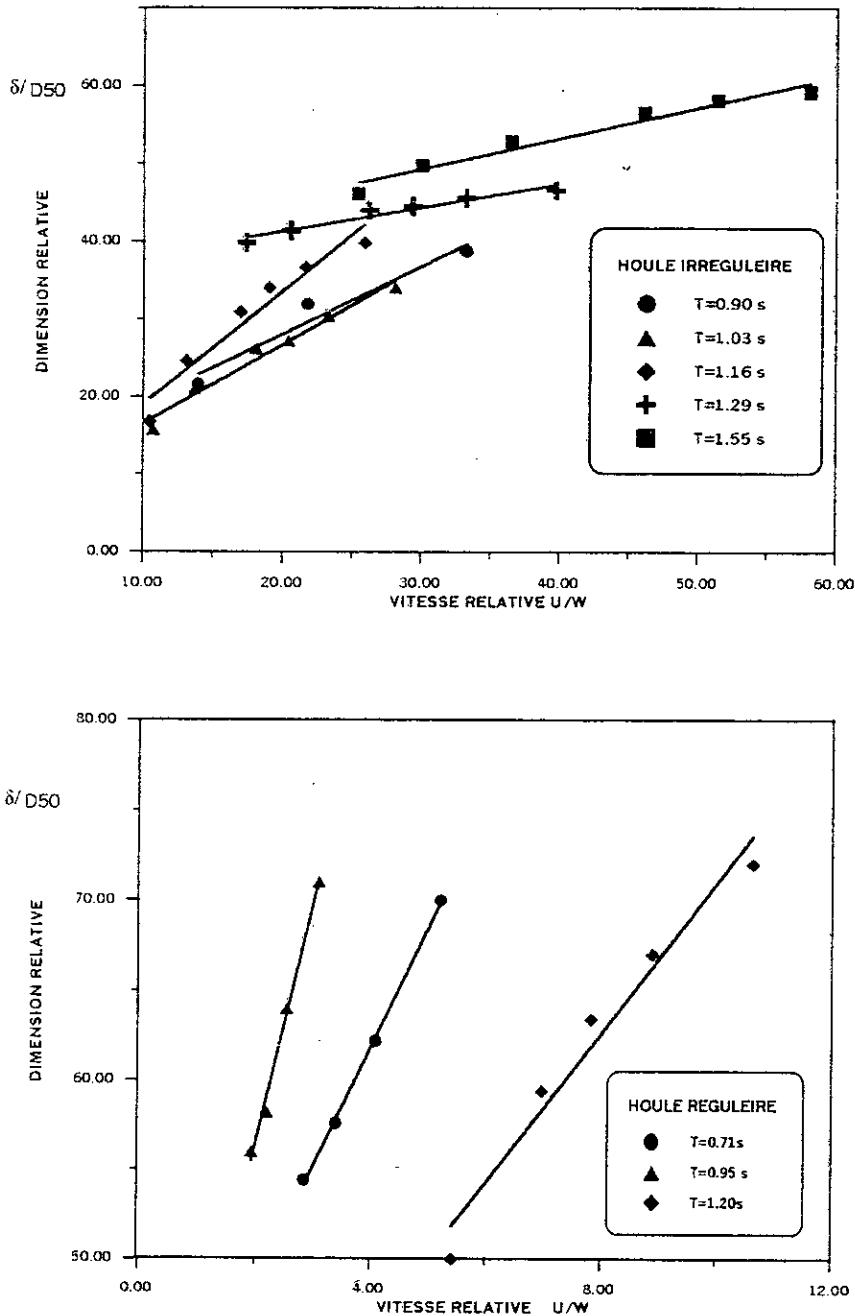 δ/D50
DIMENSION RELATIVE
60.00
40.00
20.00
0.00
10.00
20.00
30.00
40.00
50.00
60.00
VITESSE RELATIVE U/W
HOULE IRREGULEIRE
T=0.90 s
T=1.03 s
T=1.16 s
T=1.29 s
T=1.55 s
δ/D50
DIMENSION RELATIVE
80.00
70.00
60.00
50.00
0.00
4.00
8.00
12.00
VITESSE RELATIVE U/W
HOULE REGULEIRE
T=0.71s
T=0.95 s
T=1.20s